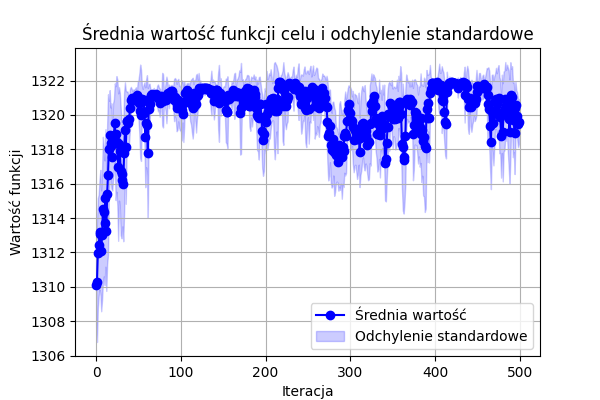 Średnia wartość funkcji celu i odchylenie standardowe
Wartość funkcji
1322
1320
1318
1316
1314
1312
1310
1308
1306
0 100 200 300 400 500
Iteracja
Średnia wartość
Odchylenie standardowe